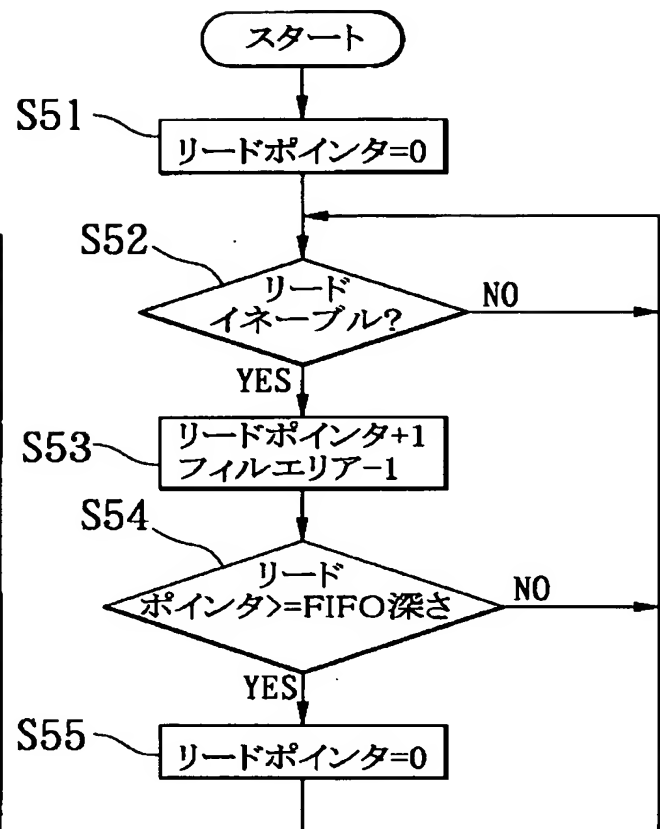 スタート
S51
リードポインタ=0
S52
リード
イネーブル?
NO
YES
S53
リードポインタ+1
フィルエリア-1
S54
リード
ポインタ>=FIFO深さ
NO
YES
S55
リードポインタ=0